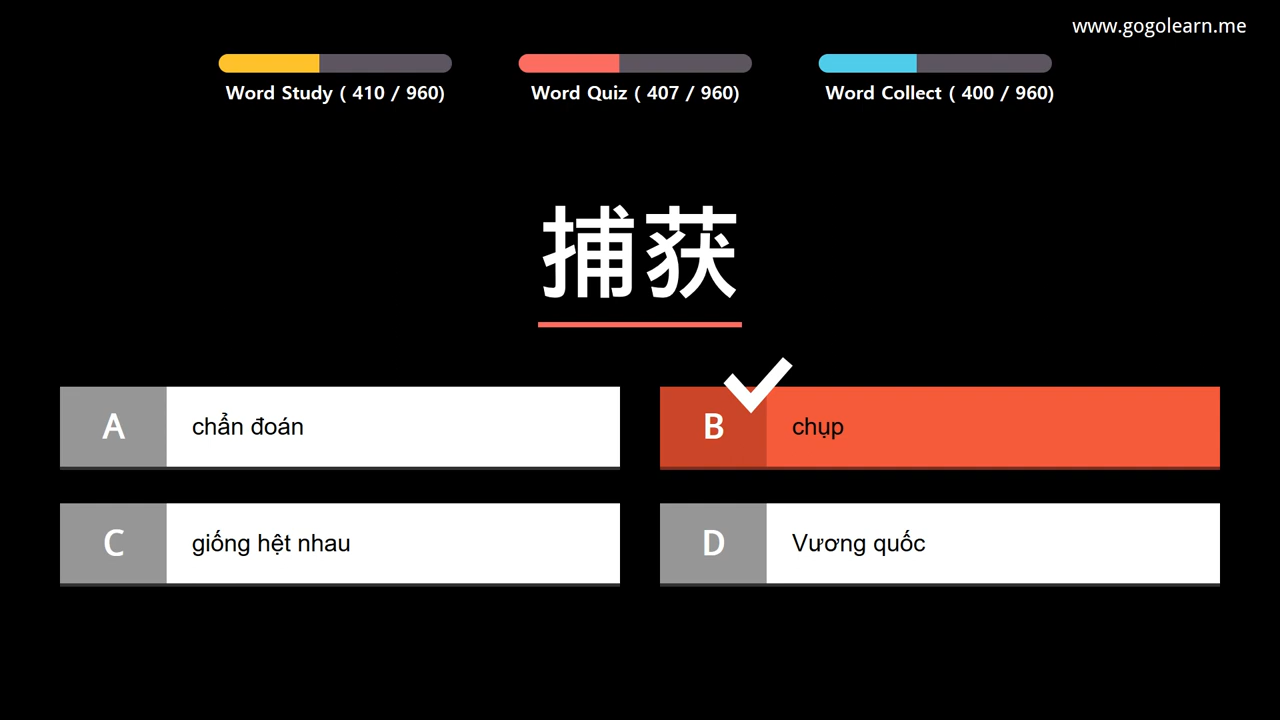 www.gogolearn.me
Word Study ( 410 / 960)
Word Quiz ( 407 / 960)
Word Collect ( 400 / 960)
捕获
A chẩn đoán
B chụp
C giống hệt nhau
D Vương quốc